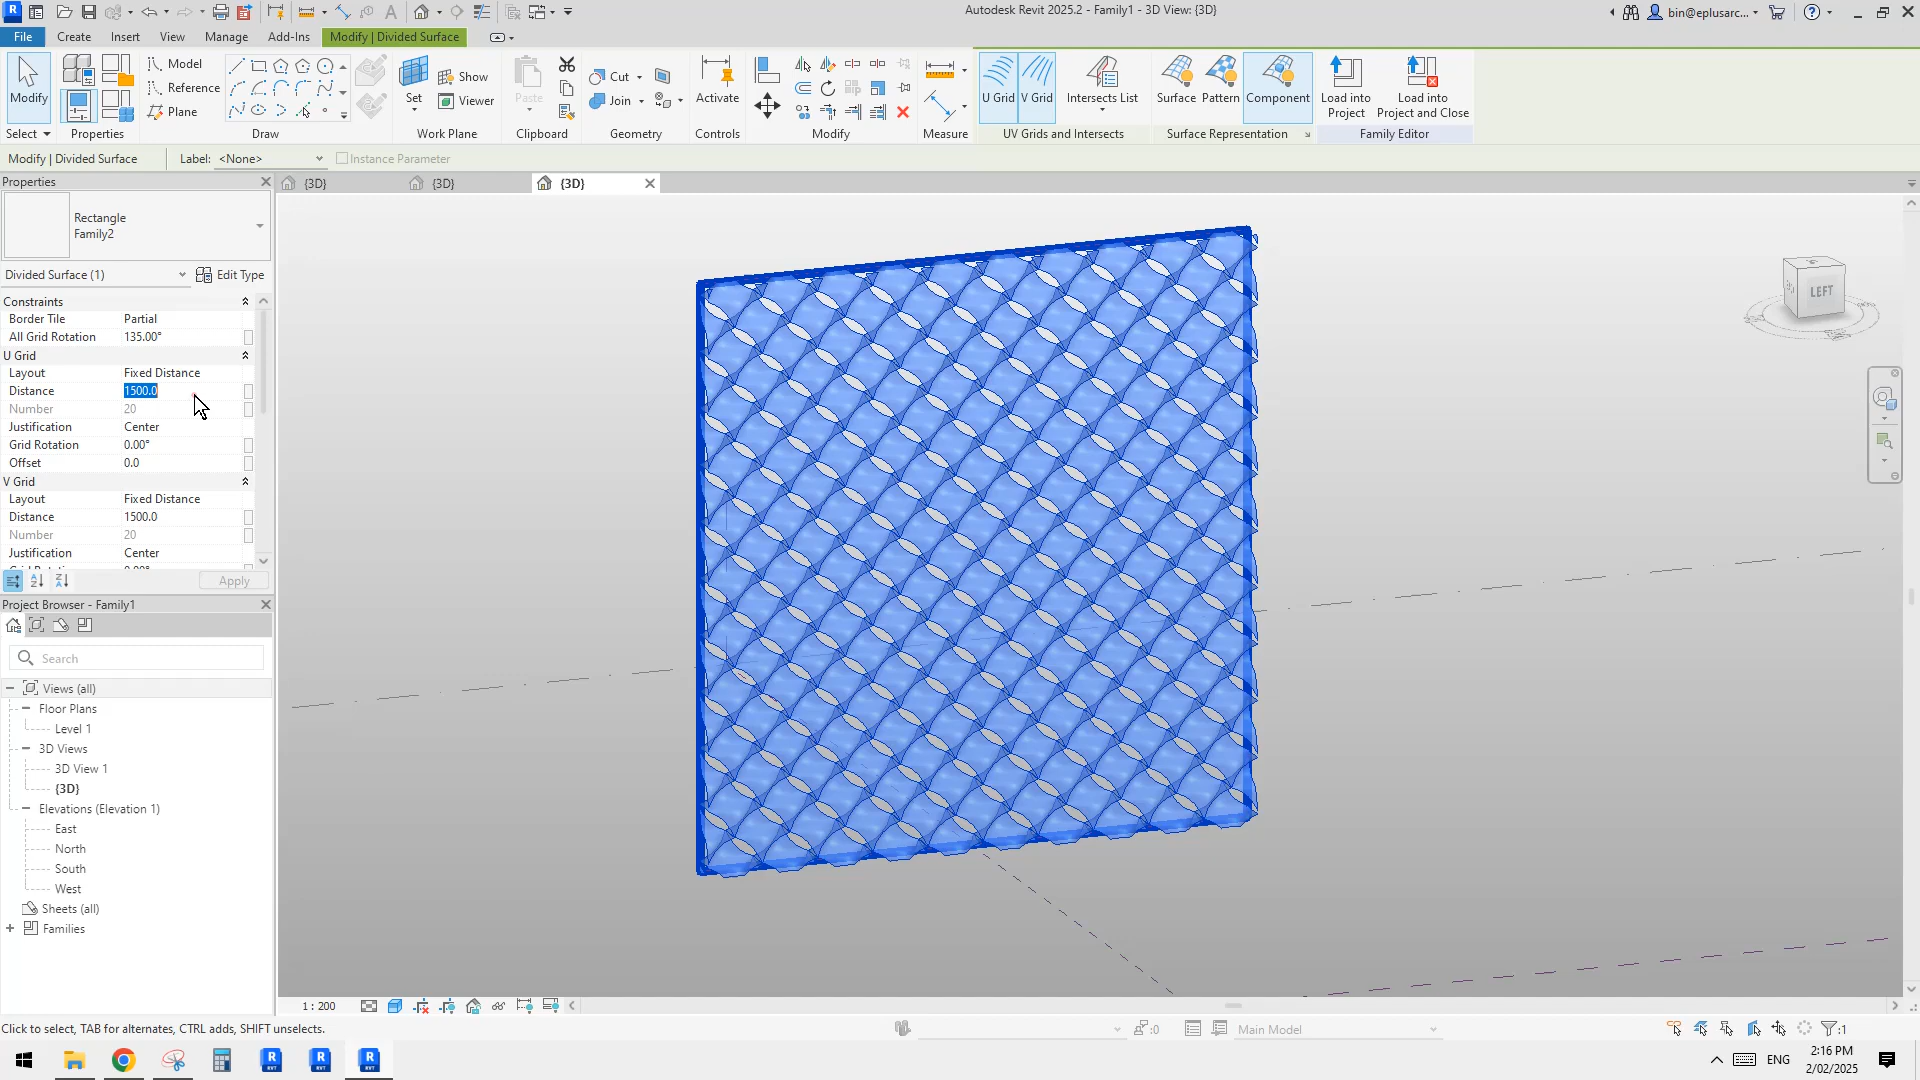 Autodesk Revit 2025.2 - Family1 - 3D View: {3D}
bin@eplusarc...
File
Create
Insert
View
Manage
Add-Ins
Modify | Divided Surface
Modify
Model
Reference
Plane
Set
Show
Viewer
Paste
Cut
Join
Activate
U Grid
V Grid
Intersects List
Surface
Pattern
Component
Load into
Project
Load into
Project and Close
Select
Properties
Draw
Work Plane
Clipboard
Geometry
Controls
Modify
Measure
UV Grids and Intersects
Surface Representation
Family Editor
Modify | Divided Surface
Label:
<None>
Instance Parameter
Properties
{3D}
{3D}
{3D}
Rectangle
Family2
Divided Surface (1)
Edit Type
Constraints
Border Tile
Partial
All Grid Rotation
135.00°
U Grid
Layout
Fixed Distance
Distance
1500.0
Number
20
Justification
Center
Grid Rotation
0.00°
Offset
0.0
V Grid
Layout
Fixed Distance
Distance
1500.0
Number
20
Justification
Center
Apply
LEFT
Project Browser - Family1
Search
Views (all)
Floor Plans
Level 1
3D Views
3D View 1
{3D}
Elevations (Elevation 1)
East
North
South
West
Sheets (all)
Families
1 : 200
Click to select, TAB for alternates, CTRL adds, SHIFT unselects.
:0
Main Model
:1
ENG
2:16 PM
2/02/2025